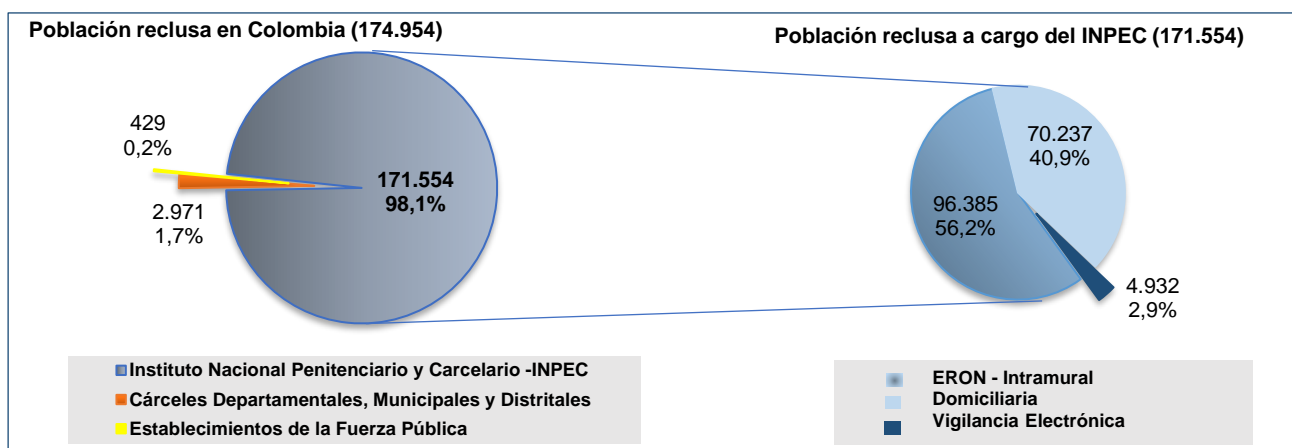 Población reclusa en Colombia (174.954)
429
0,2%
2.971
1,7%
171.554
98,1%
Instituto Nacional Penitenciario y Carcelario -INPEC
Cárceles Departamentales, Municipales y Distritales
Establecimientos de la Fuerza Pública
Población reclusa a cargo del INPEC (171.554)
70.237
40,9%
96.385
56,2%
4.932
2,9%
ERON - Intramural
Domiciliaria
Vigilancia Electrónica